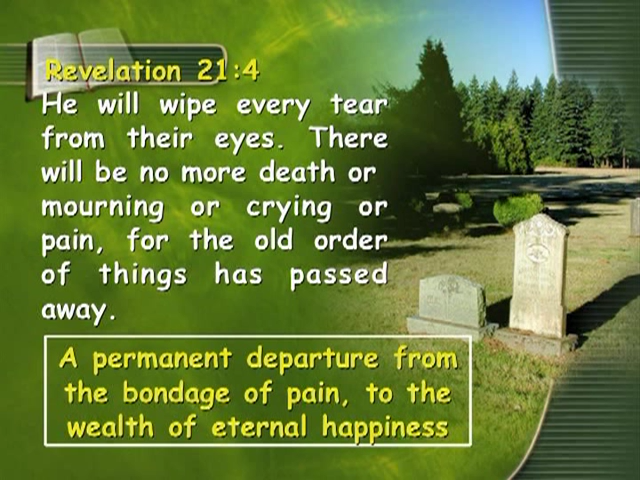 Revelation 21:4
He will wipe every tear
from their eyes. There
will be no more death or
mourning or crying or
pain, for the old order
of things has passed
away.
A permanent departure from
the bondage of pain, to the
wealth of eternal happiness